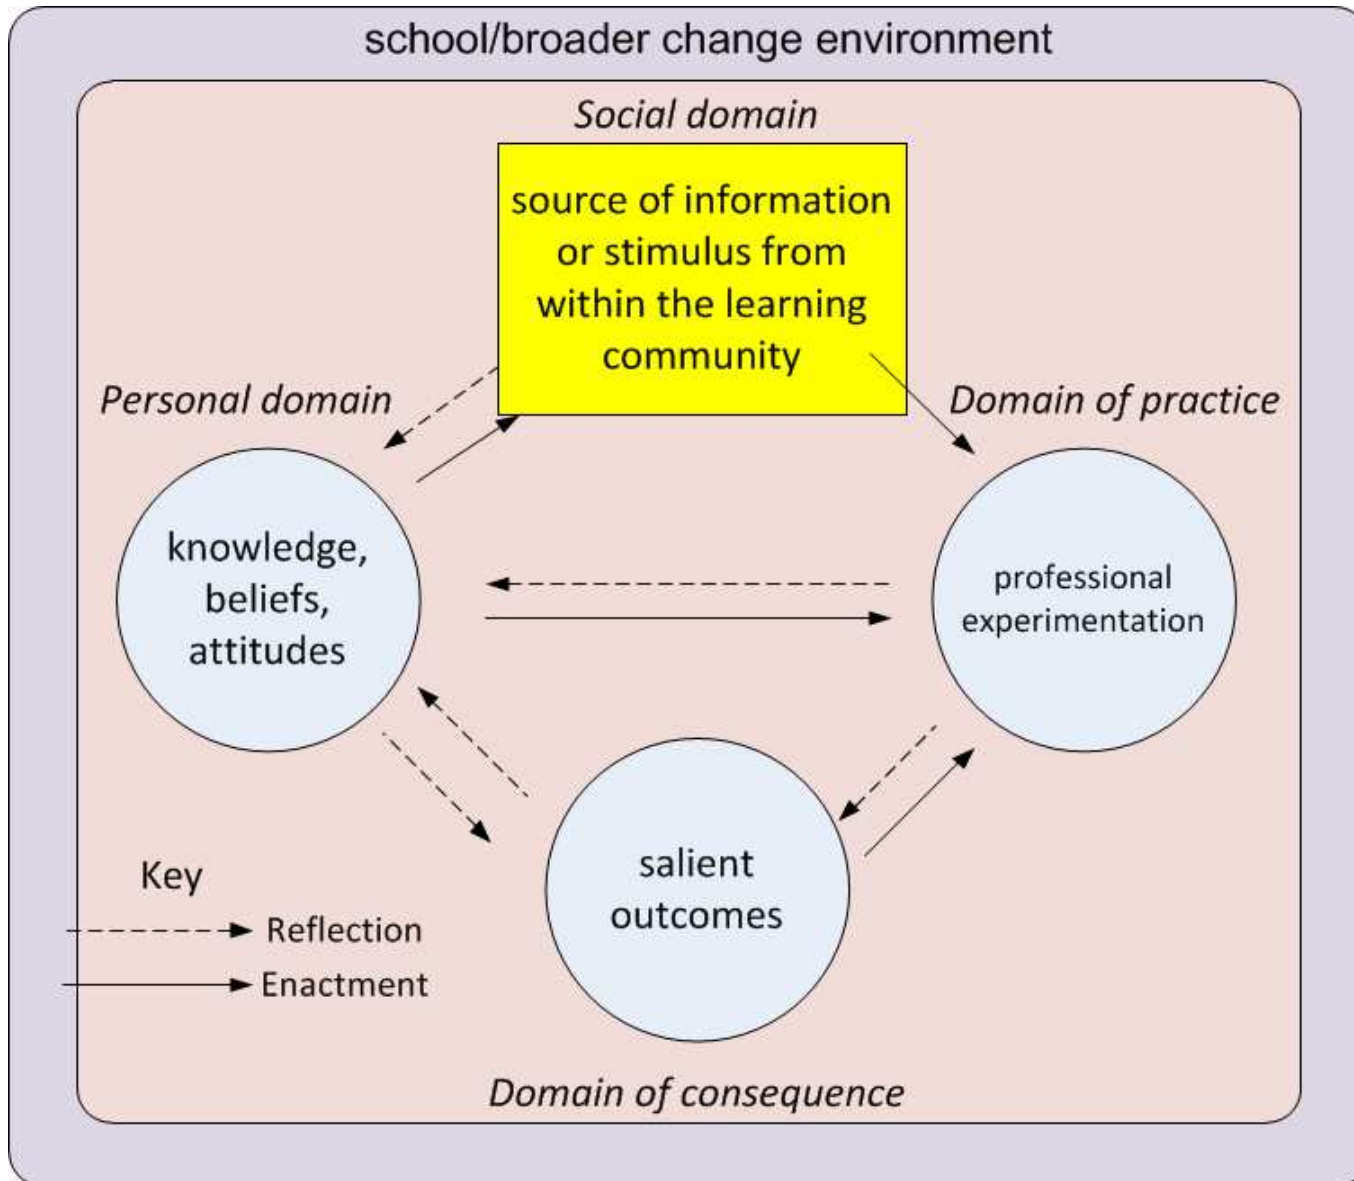 school/broader change environment
Social domain
source of information
or stimulus from
within the learning
community
Personal domain
Domain of practice
knowledge,
beliefs,
attitudes
professional
experimentation
salient
outcomes
Key
Reflection
Enactment
Domain of consequence